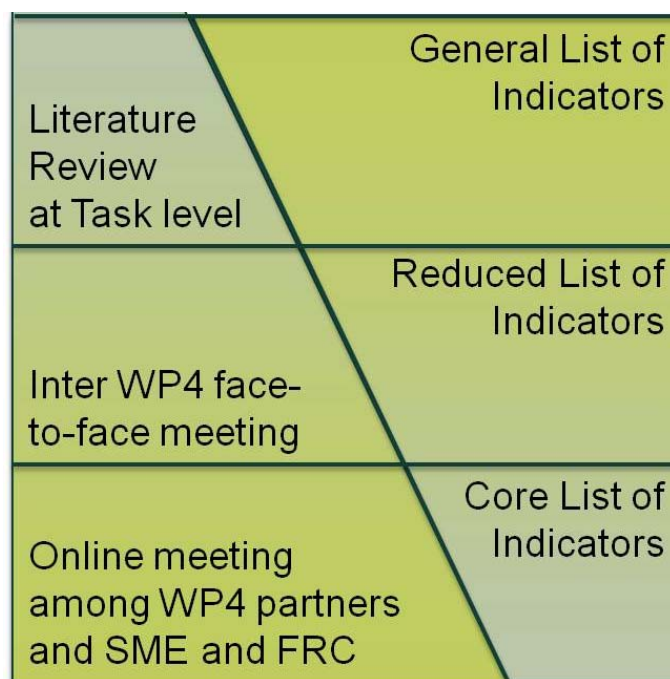 General List of
Indicators
Literature
Review
at Task level
Reduced List of
Indicators
Inter WP4 face-
to-face meeting
Core List of
Indicators
Online meeting
among WP4 partners
and SME and FRC